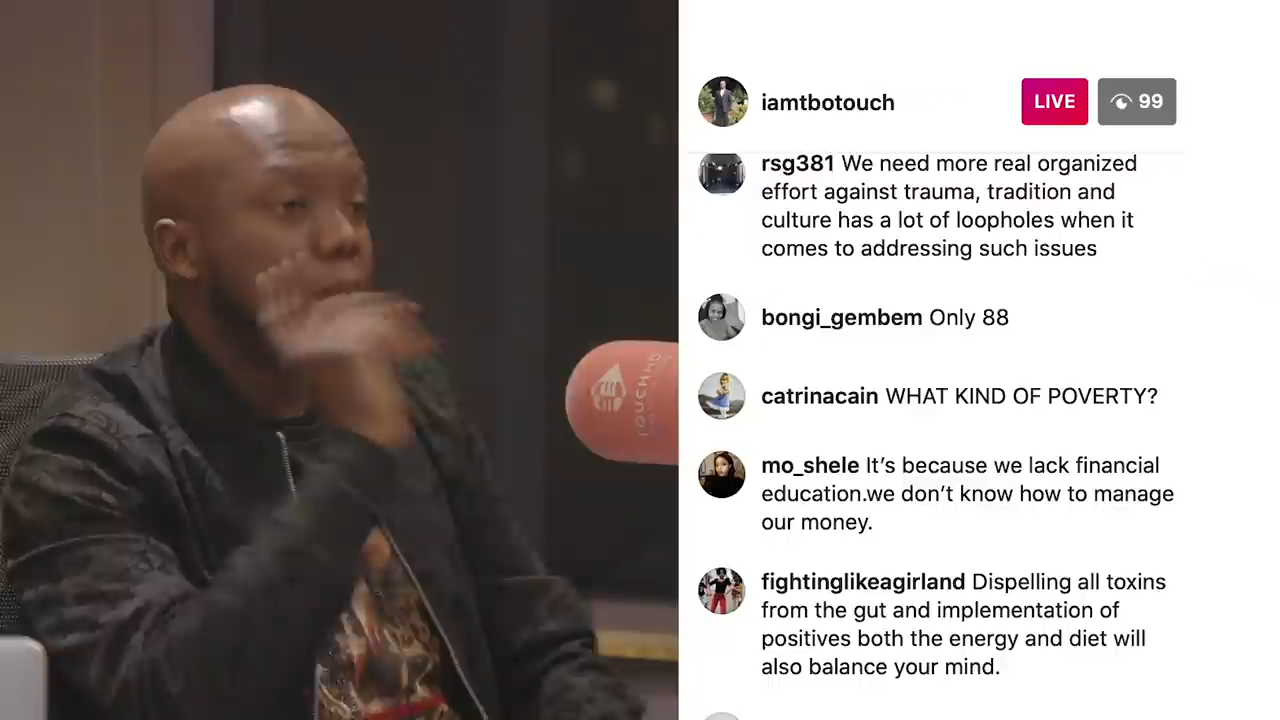 iamtbotouch
LIVE
99
rsg381 We need more real organized
effort against trauma, tradition and
culture has a lot of loopholes when it
comes to addressing such issues
bongi_gembem Only 88
catrinacain WHAT KIND OF POVERTY?
mo_shele It’s because we lack financial
education.we don’t know how to manage
our money.
fightinglikeagirland Dispelling all toxins
from the gut and implementation of
positives both the energy and diet will
also balance your mind.
TOUCHHD